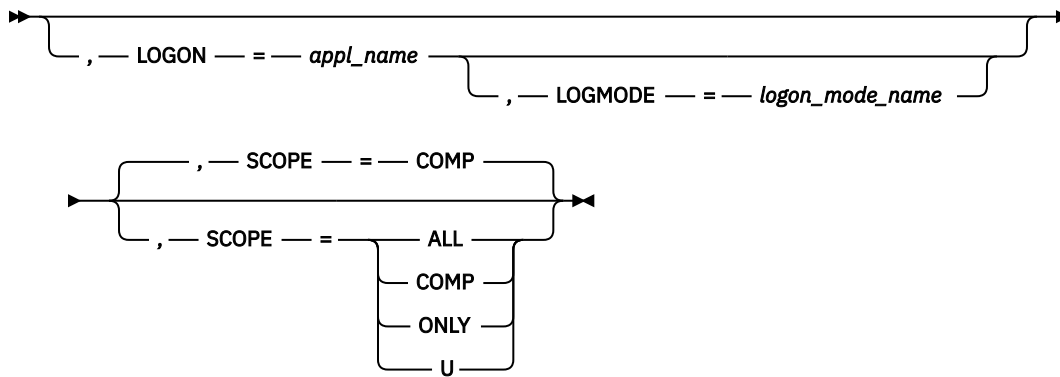 , LOGON = appl_name
, LOGMODE = logon_mode_name
, SCOPE = COMP
, SCOPE = ALL
COMP
ONLY
U